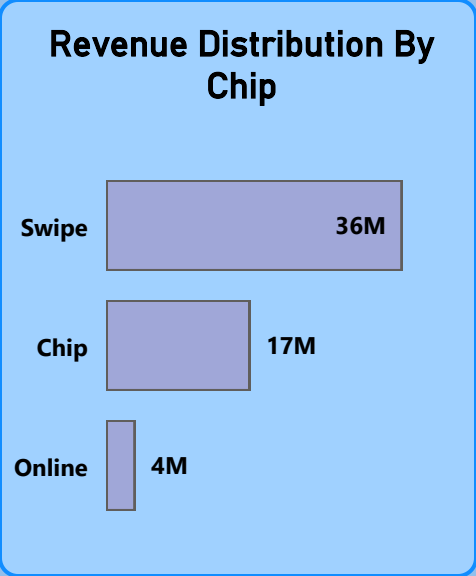 Revenue Distribution By
Chip
Swipe 36M
Chip 17M
Online 4M